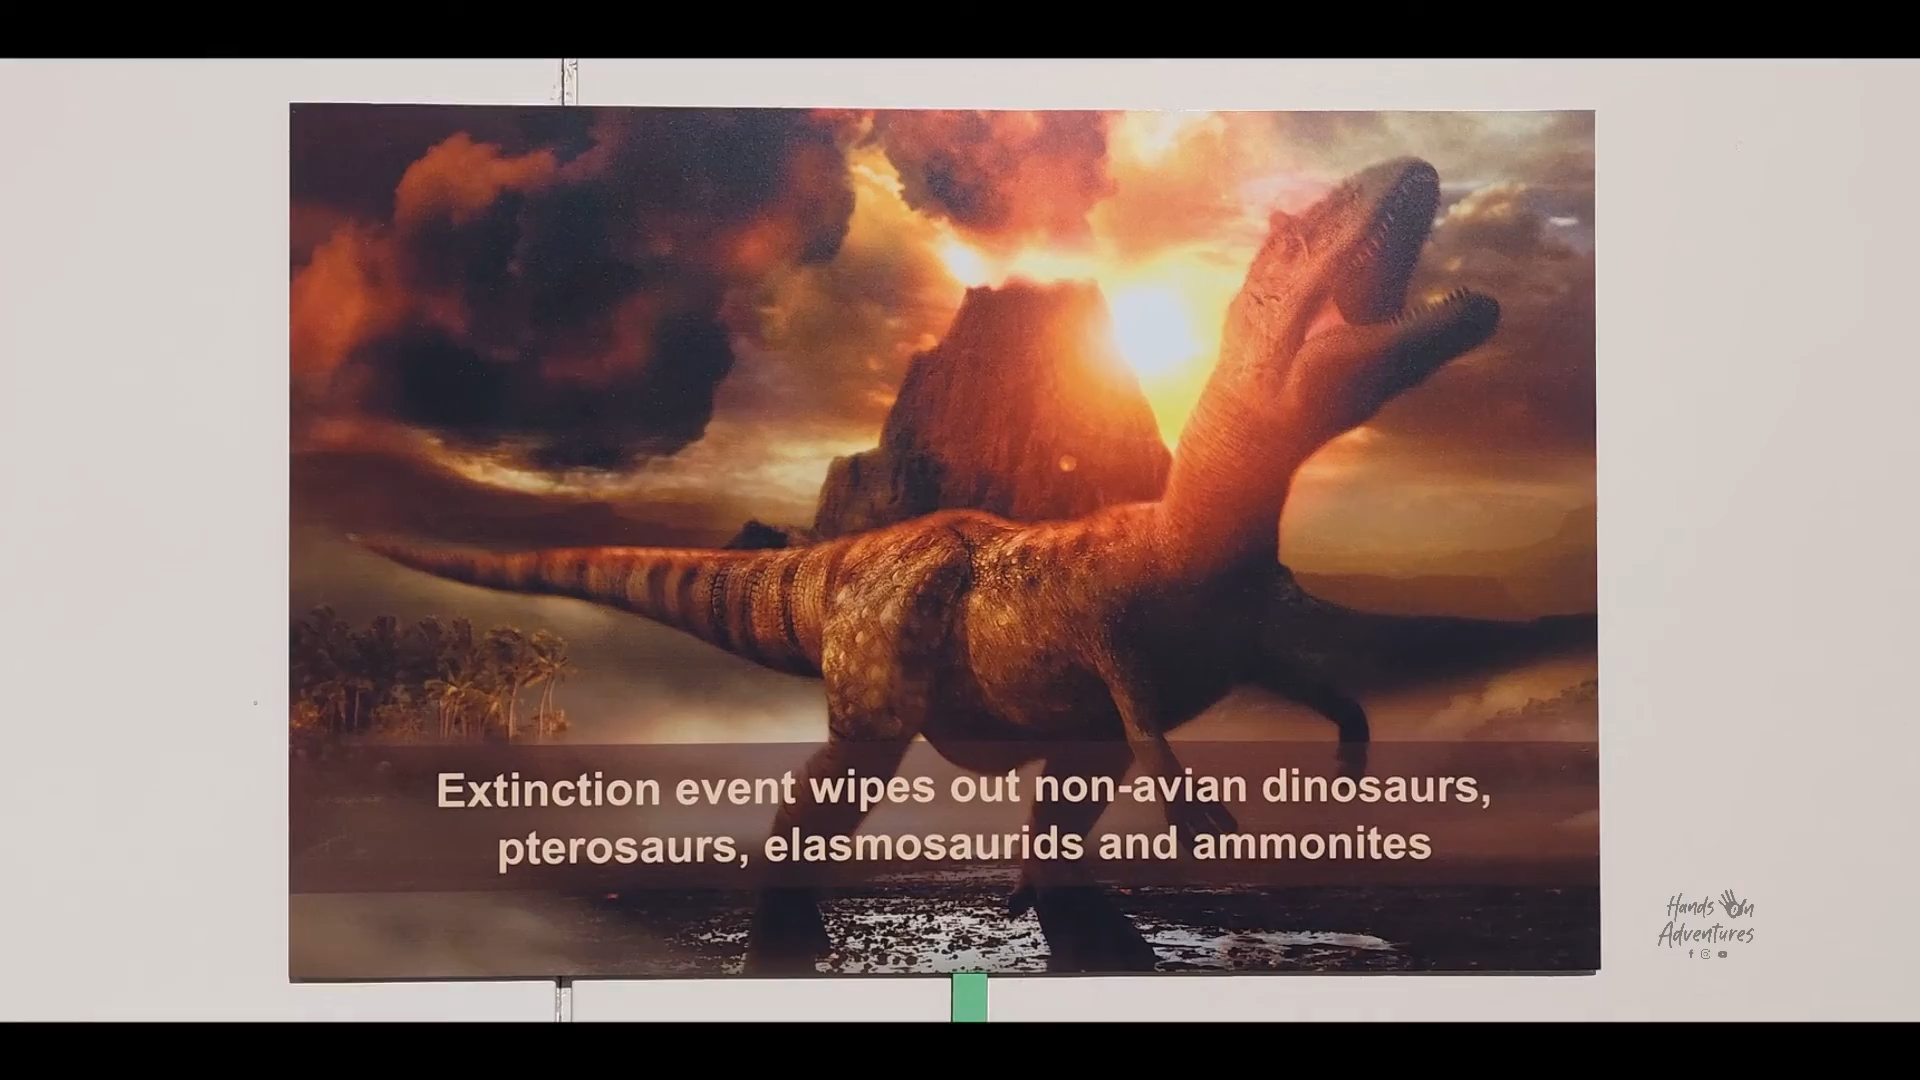 Extinction event wipes out non-avian dinosaurs,
pterosaurs, elasmosaurids and ammonites
Hands On
Adventures